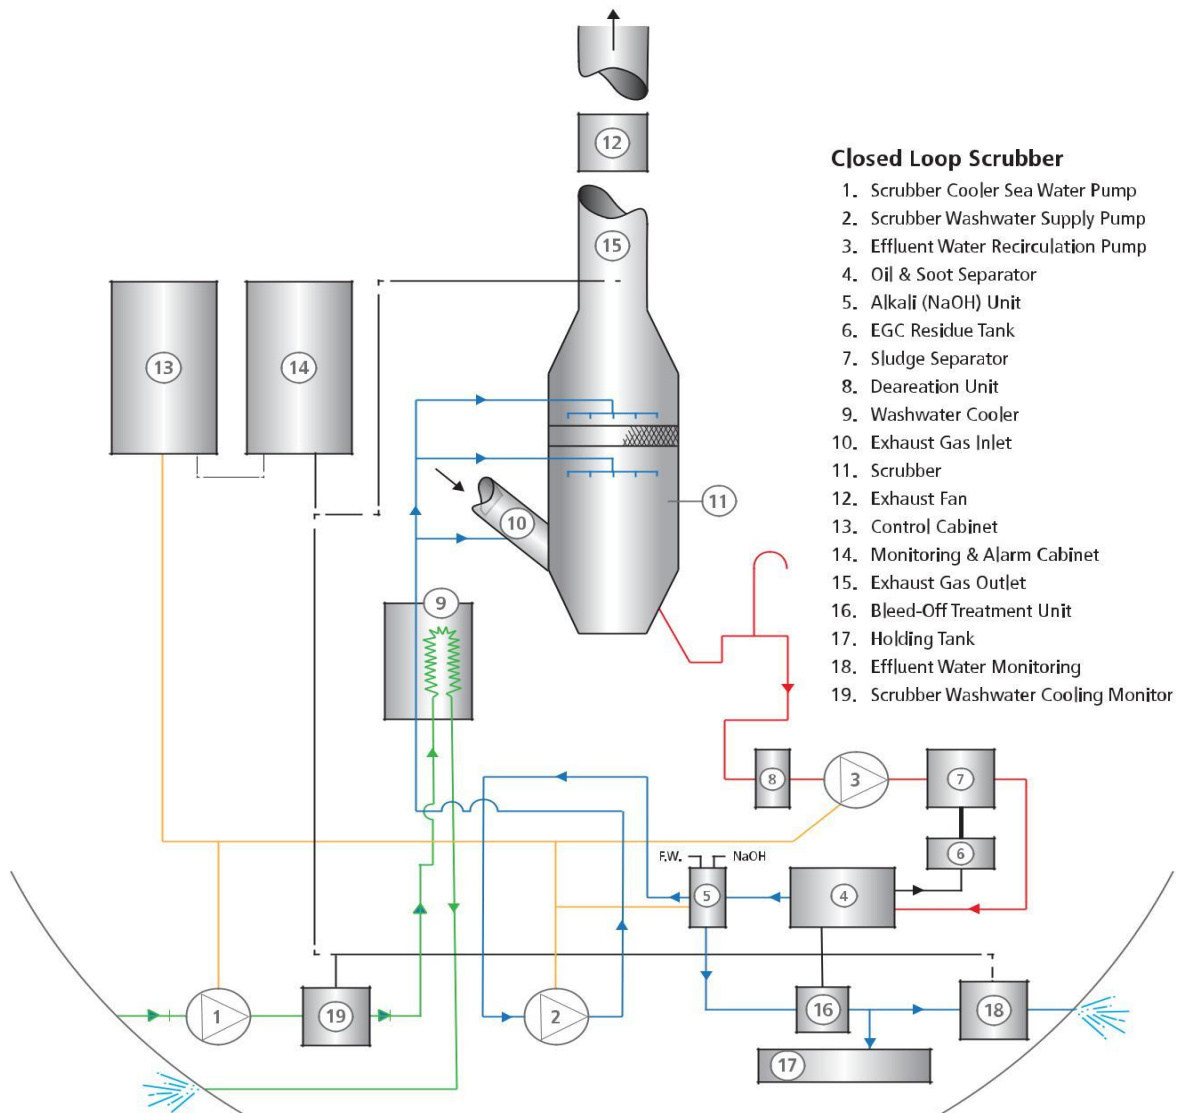 12
Closed Loop Scrubber
1. Scrubber Cooler Sea Water Pump
2. Scrubber Washwater Supply Pump
3. Effluent Water Recirculation Pump
4. Oil & Soot Separator
5. Alkali (NaOH) Unit
6. EGC Residue Tank
7. Sludge Separator
8. Deareation Unit
9. Washwater Cooler
10. Exhaust Gas Inlet
11. Scrubber
12. Exhaust Fan
13. Control Cabinet
14. Monitoring & Alarm Cabinet
15. Exhaust Gas Outlet
16. Bleed-Off Treatment Unit
17. Holding Tank
18. Effluent Water Monitoring
19. Scrubber Washwater Cooling Monitor
15
13
14
11
10
9
8
3
7
6
F.W.
NaOH
5
4
1
19
2
16
18
17